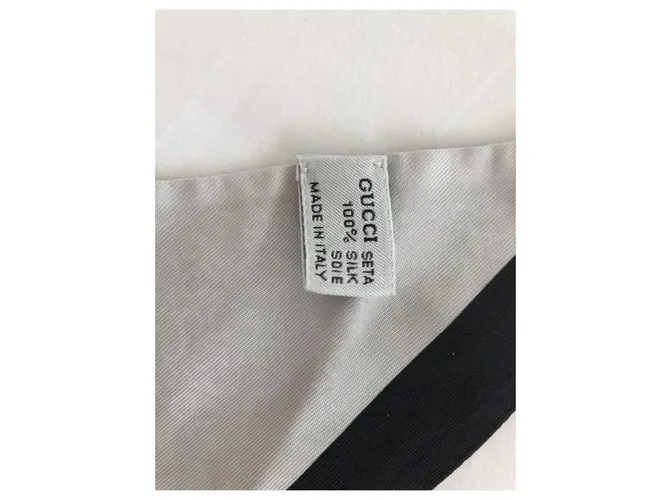 GUCCI
SETA
100% SILK
SOIE
MADE IN ITALY